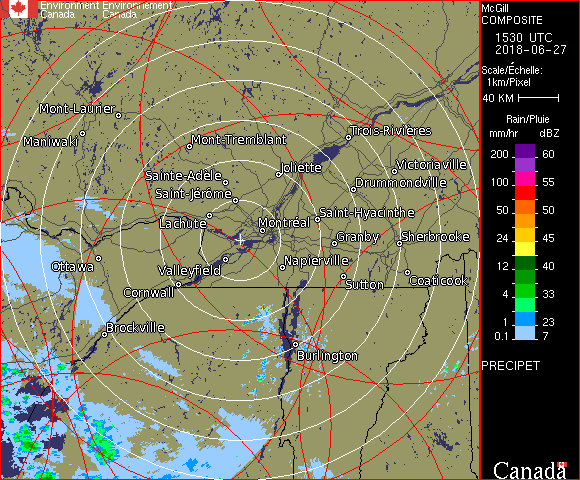 Environment Environnement
Canada Canada
McGill
COMPOSITE
1530 UTC
2018-06-27
Scale/Échelle:
1km/Pixel
40 KM
Rain/Pluie
mm/hr dBZ
200 60
100 55
50 50
24 45
12 40
4 33
1 23
0.1 7
PRECIPET
Canada
Mont-Laurier
Maniwaki
Mont-Tremblant
Trois-Rivières
Joliette
Victoriaville
Sainte-Adèle
Drummondville
Saint-Jérôme
Lachute
Saint-Hyacinthe
Montréal
Granby
Sherbrooke
Ottawa
Valleyfield
Napierville
Coaticook
Cornwall
Sutton
Brockville
Burlington